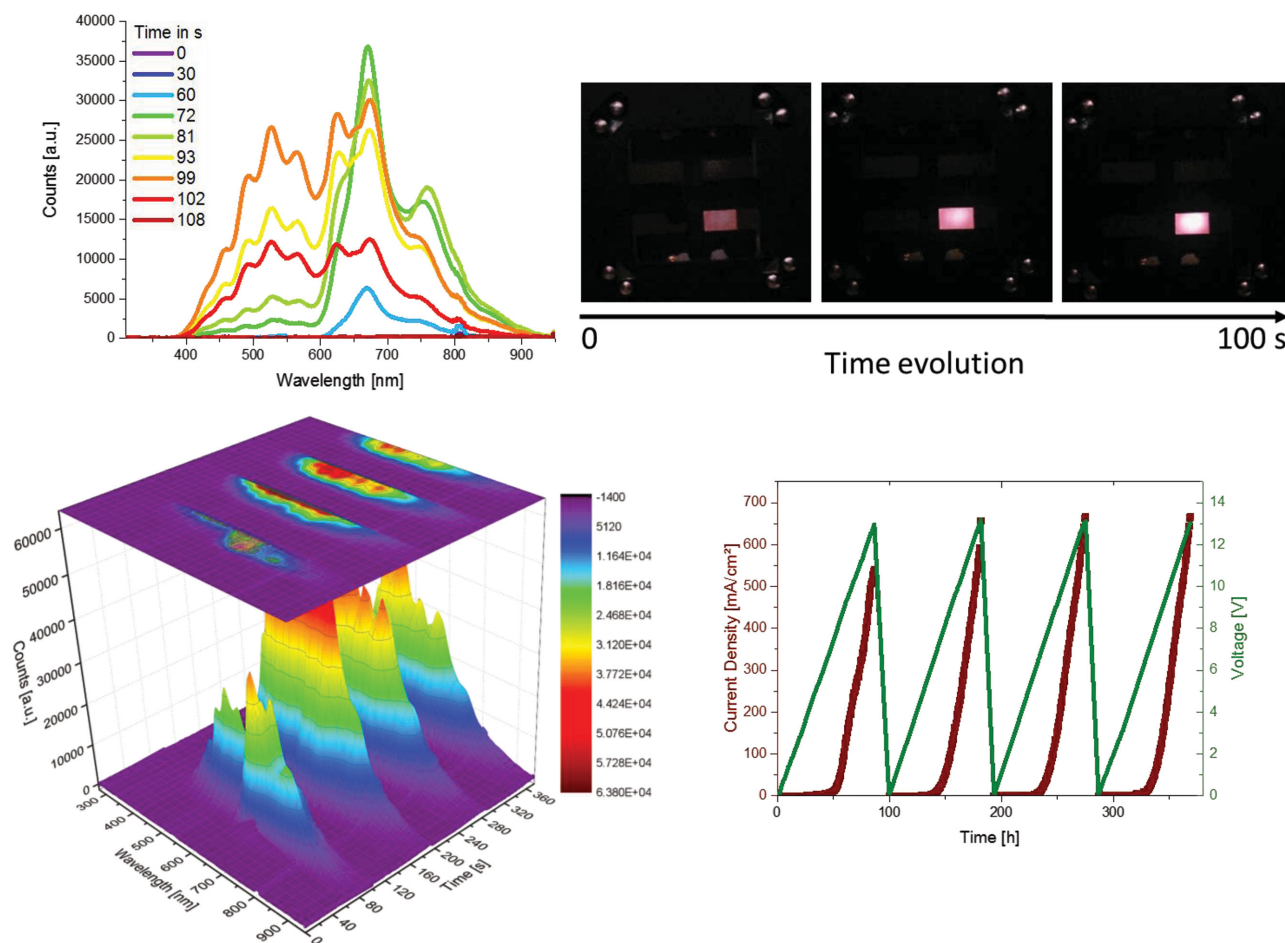 40000
35000
30000
25000
20000
15000
10000
5000
0
Counts [a.u.]
Time in s
0
30
60
72
81
93
99
102
108
400 500 600 700 800 900
Wavelength [nm]
0 100 s
Time evolution
60000
50000
40000
30000
20000
10000
0
Counts [a.u.]
300
400
500
600
700
800
900
Wavelength [nm]
0
40
80
120
160
200
240
280
320
360
Time [s]
-1400
5120
1.164E+04
1.816E+04
2.468E+04
3.120E+04
3.772E+04
4.424E+04
5.076E+04
5.728E+04
6.380E+04
700
600
500
400
300
200
100
0
Current Density [mA/cm²]
14
12
10
8
6
4
2
0
Voltage [V]
0 100 200 300
Time [h]